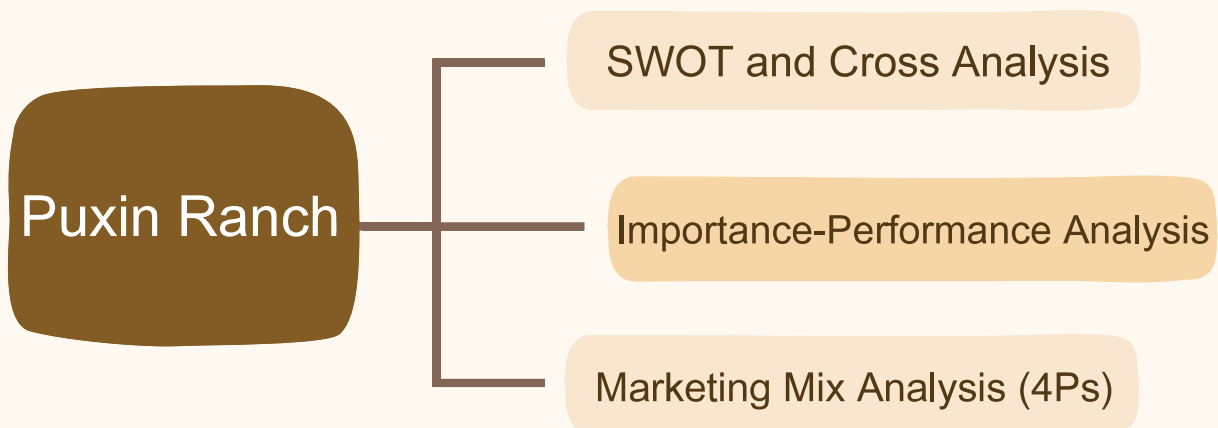 Puxin Ranch
SWOT and Cross Analysis
Importance-Performance Analysis
Marketing Mix Analysis (4Ps)